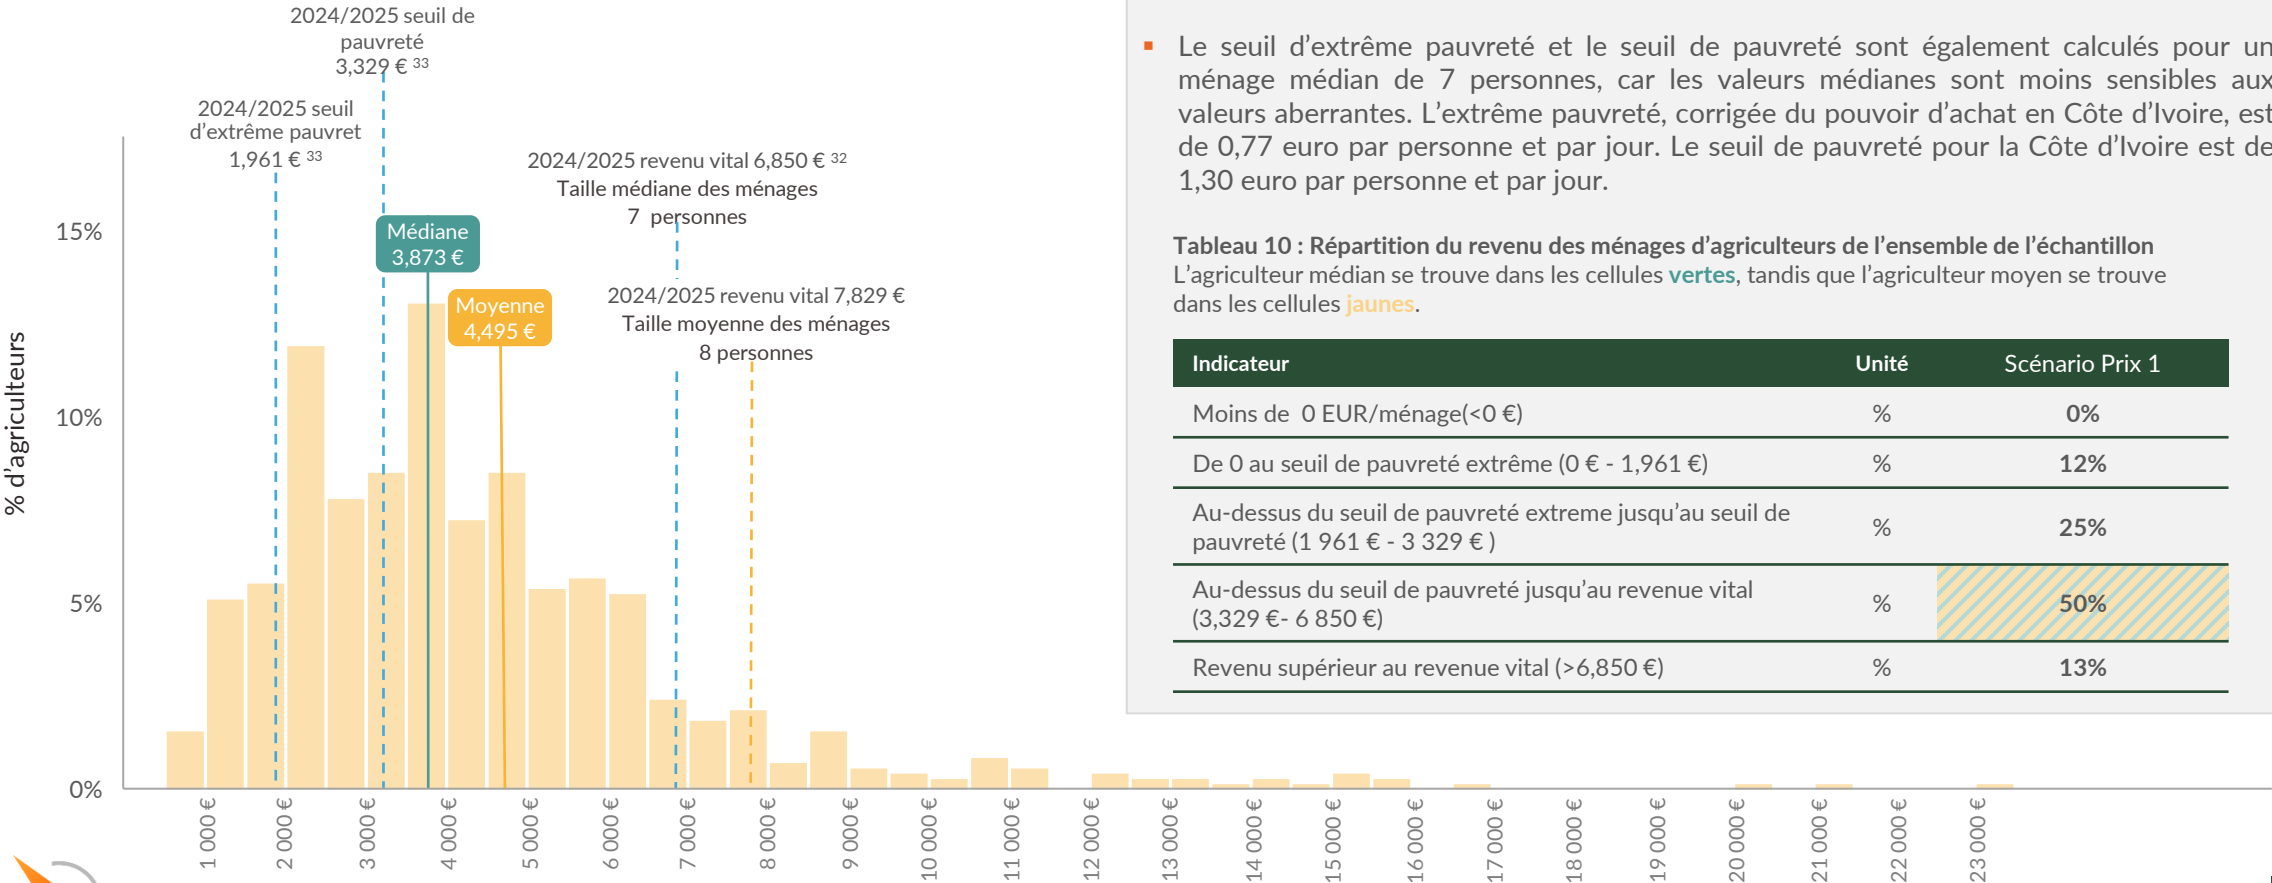 2024/2025 seuil de
pauvreté
3,329 € 33
2024/2025 seuil
d'extrême pauvret
1,961 € 33
2024/2025 revenu vital 6,850 € 32
Taille médiane des ménages
7 personnes
Médiane
3,873 €
Moyenne
4,495 €
2024/2025 revenu vital 7,829 €
Taille moyenne des ménages
8 personnes
% d'agriculteurs
15%
10%
5%
0%
1 000 €
2 000 €
3 000 €
4 000 €
5 000 €
6 000 €
7 000 €
8 000 €
9 000 €
10 000 €
11 000 €
12 000 €
13 000 €
14 000 €
15 000 €
16 000 €
17 000 €
18 000 €
19 000 €
20 000 €
21 000 €
22 000 €
23 000 €
▪ Le seuil d'extrême pauvreté et le seuil de pauvreté sont également calculés pour un
ménage médian de 7 personnes, car les valeurs médianes sont moins sensibles aux
valeurs aberrantes. L'extrême pauvreté, corrigée du pouvoir d'achat en Côte d'Ivoire, est
de 0,77 euro par personne et par jour. Le seuil de pauvreté pour la Côte d'Ivoire est de
1,30 euro par personne et par jour.
Tableau 10 : Répartition du revenu des ménages d'agriculteurs de l'ensemble de l'échantillon
L'agriculteur médian se trouve dans les cellules vertes, tandis que l'agriculteur moyen se trouve
dans les cellules jaunes.
Indicateur Unité Scénario Prix 1
Moins de 0 EUR/ménage(<0 €) % 0%
De 0 au seuil de pauvreté extrême (0 € - 1,961 €) % 12%
Au-dessus du seuil de pauvreté extreme jusqu'au seuil de
pauvreté (1 961 € - 3 329 € ) % 25%
Au-dessus du seuil de pauvreté jusqu'au revenue vital
(3,329 €- 6 850 €) % 50%
Revenu supérieur au revenue vital (>6,850 €) % 13%